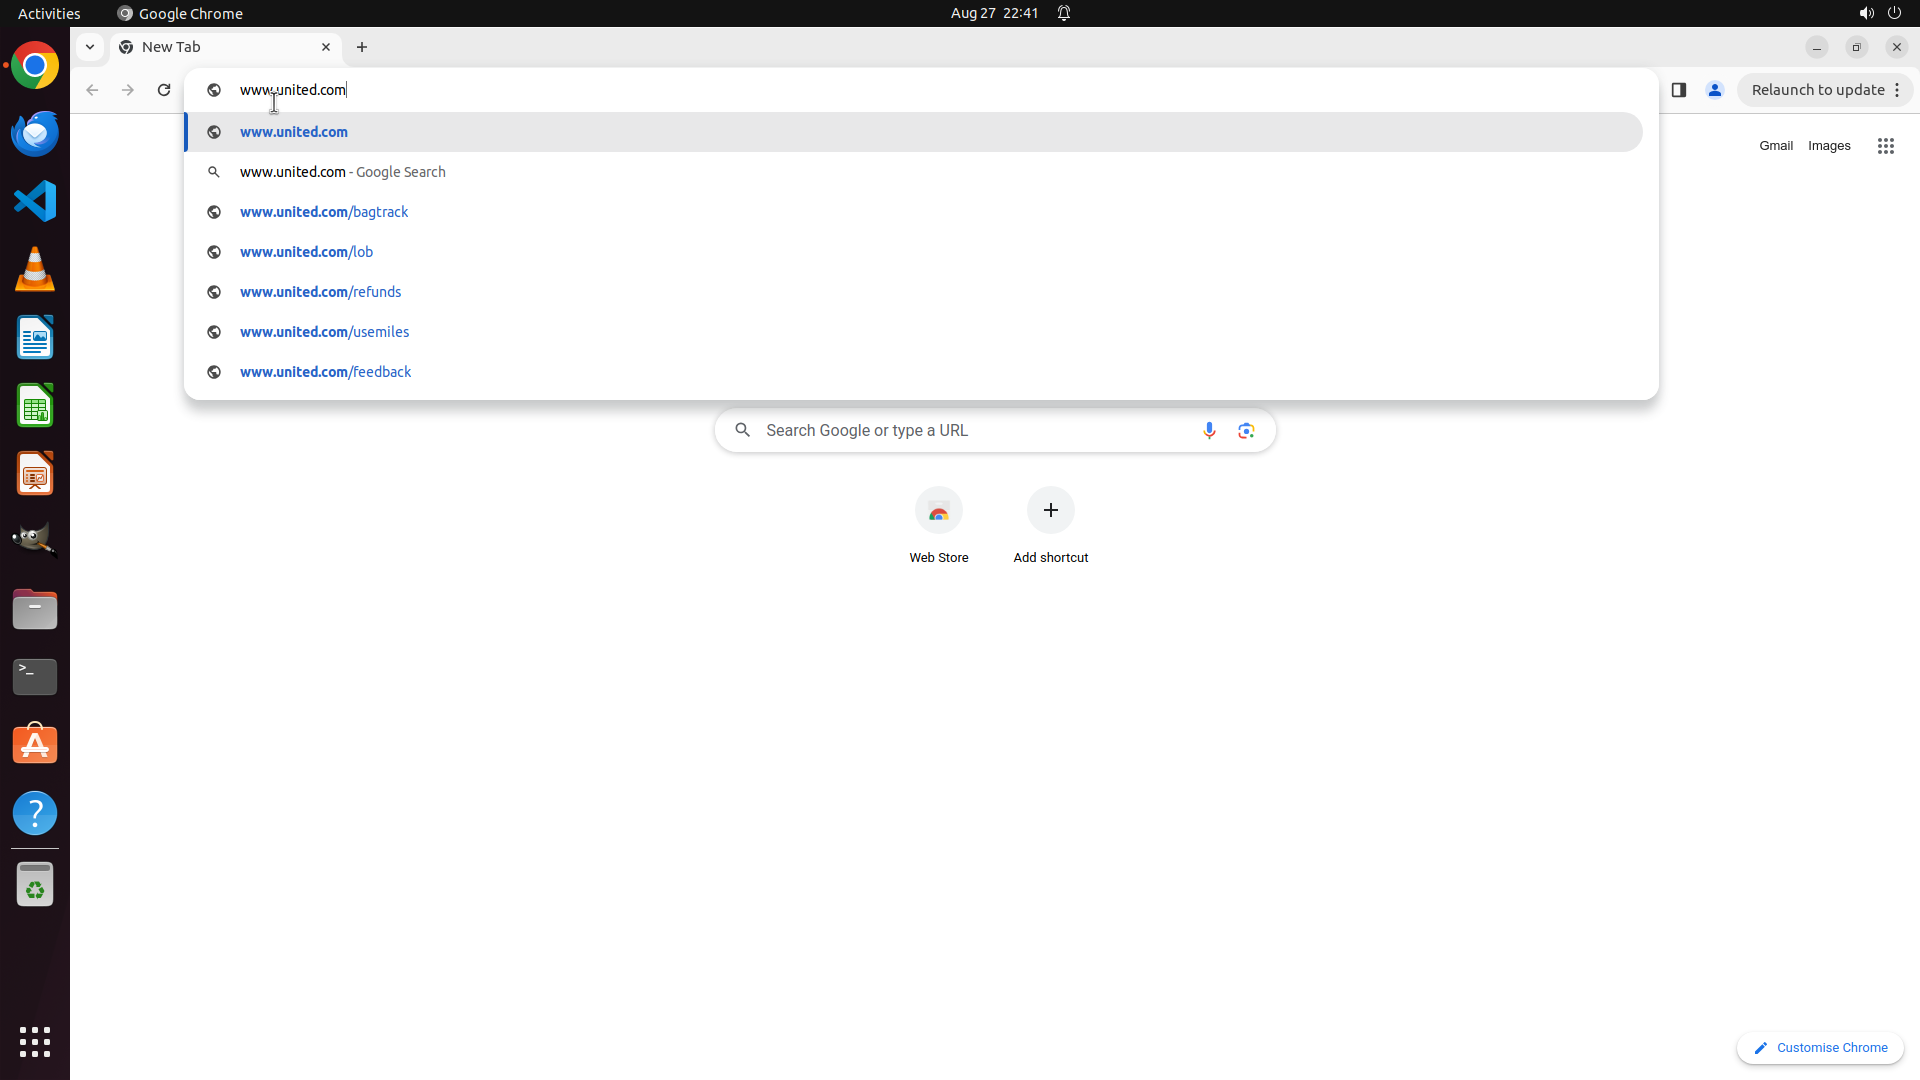 Activities
Google Chrome
Aug 27 22:41
New Tab
www.united.com
Relaunch to update
www.united.com
www.united.com - Google Search
www.united.com/bagtrack
www.united.com/lob
www.united.com/refunds
www.united.com/usemiles
www.united.com/feedback
Gmail
Images
Search Google or type a URL
Web Store
Add shortcut
Customise Chrome